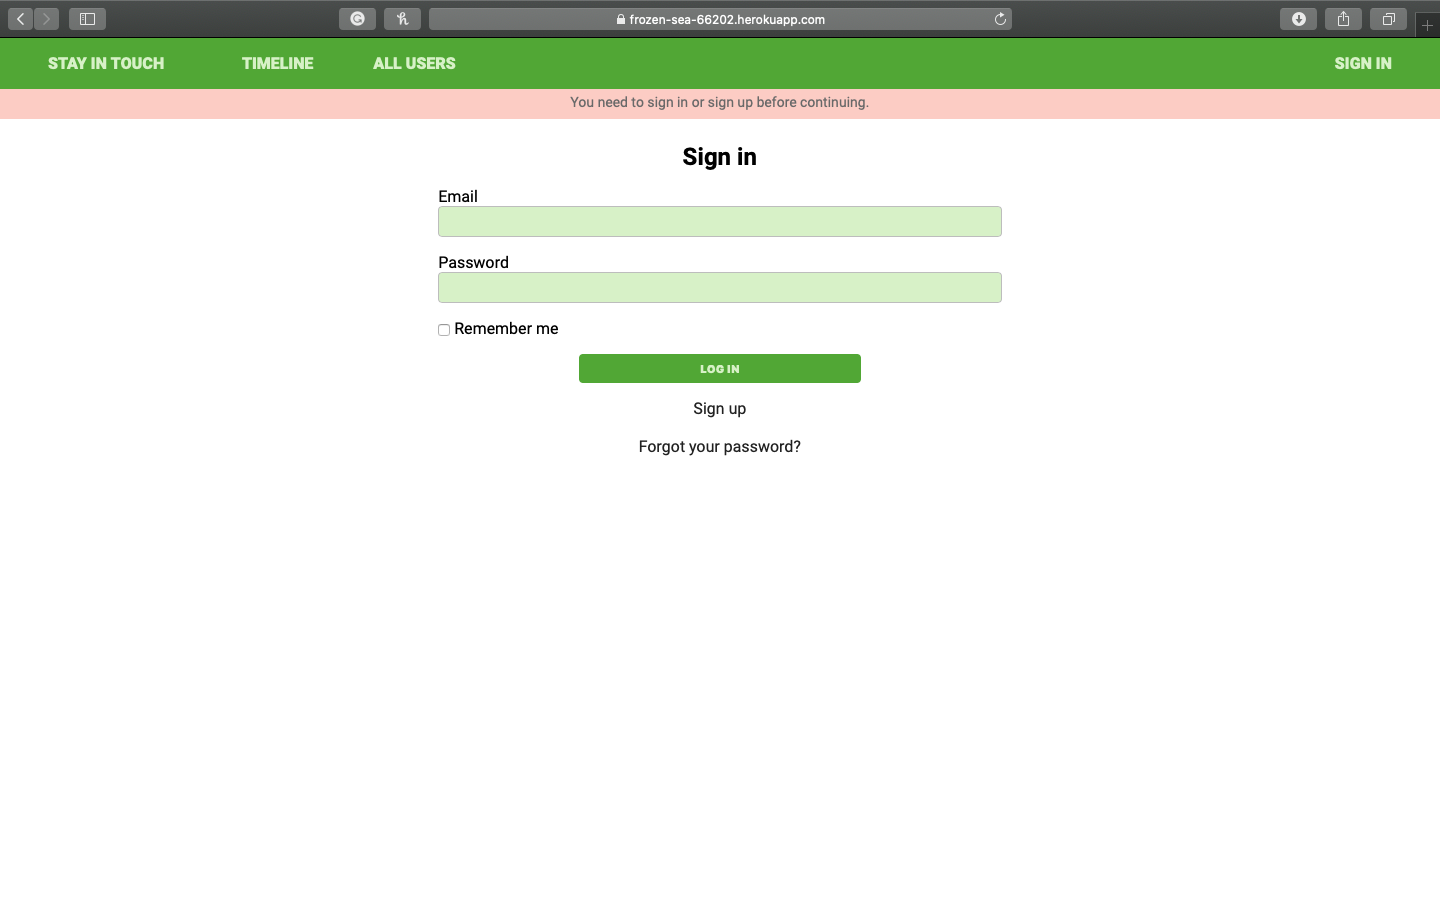 frozen-sea-66202.herokuapp.com
STAY IN TOUCH TIMELINE ALL USERS SIGN IN
You need to sign in or sign up before continuing.
Sign in
Email
Password
Remember me
LOG IN
Sign up
Forgot your password?